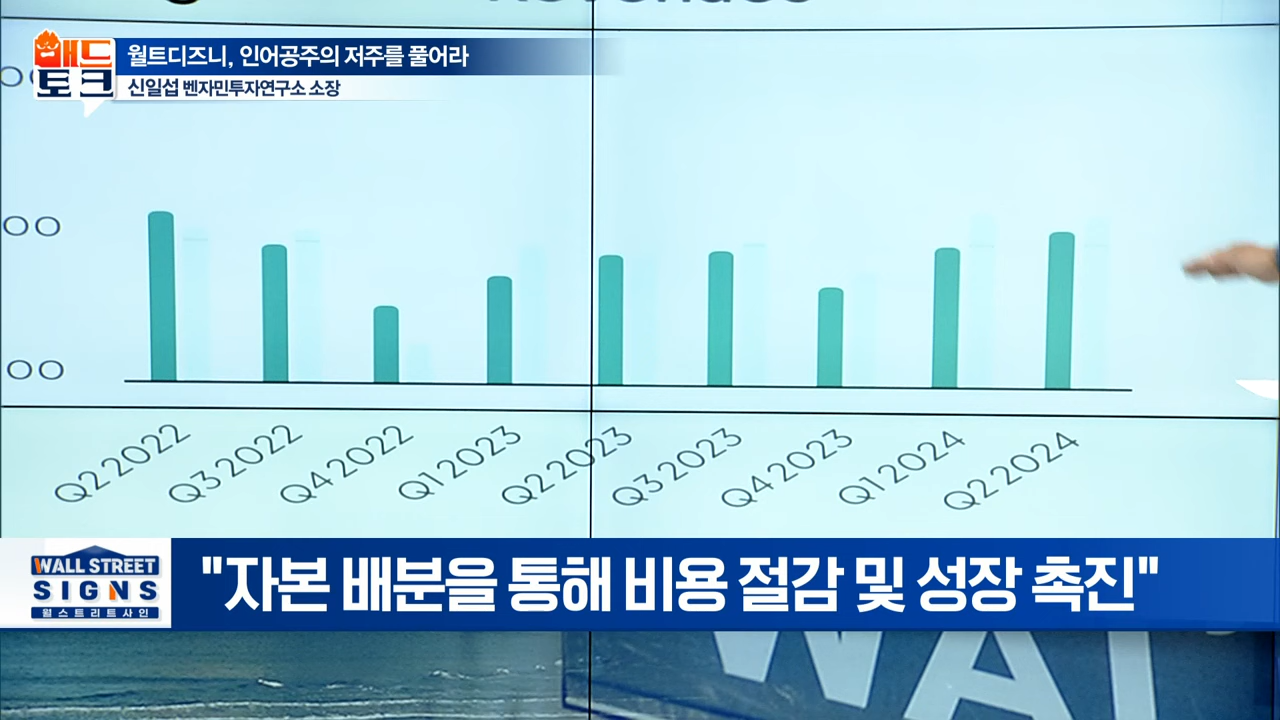 매드
토크
월트디즈니, 인어공주의 저주를 풀어라
신일섭 벤자민투자연구소 소장
00
00
Q2 2022
Q3 2022
Q4 2022
Q1 2023
Q2 2023
Q3 2023
Q4 2023
Q1 2024
Q2 2024
WALL STREET
SIGNS
월스트리트사인
"자본 배분을 통해 비용 절감 및 성장 촉진"